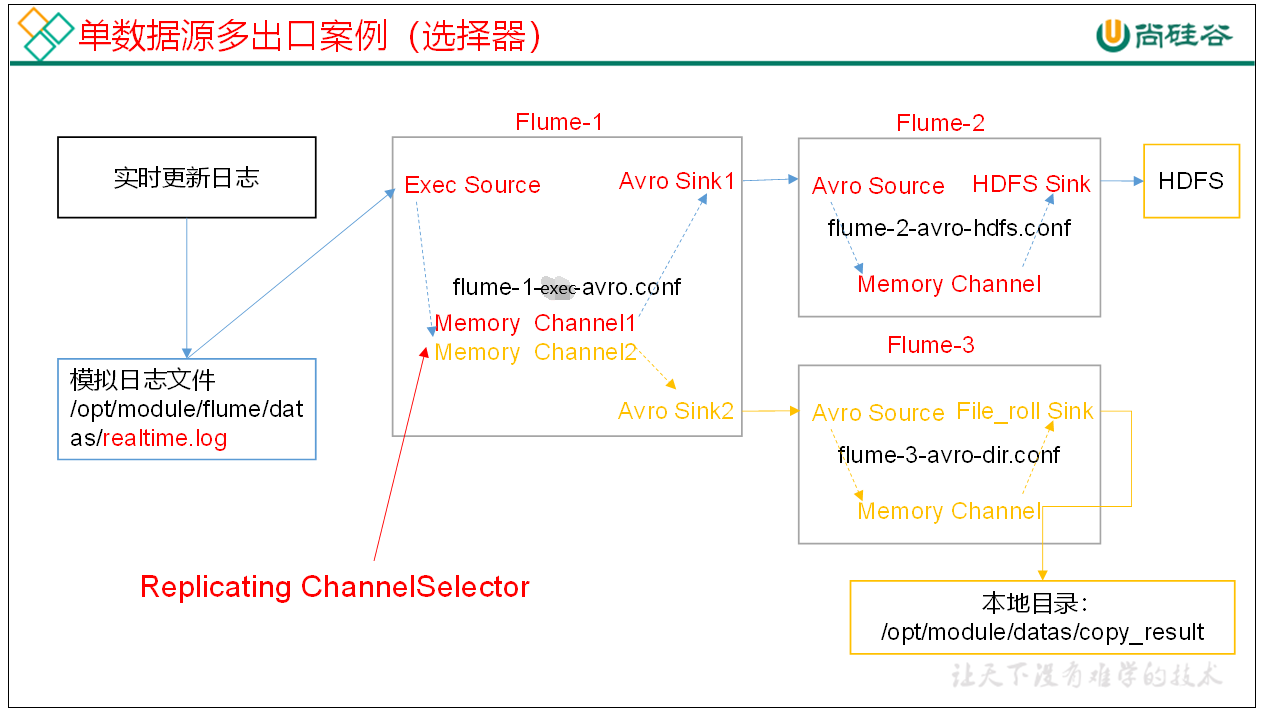 单数据源多出口案例（选择器）
尚硅谷
实时更新日志
模拟日志文件
/opt/module/flume/dat
as/realtime.log
Flume-1
Exec Source
Avro Sink1
flume-1-exec-avro.conf
Memory Channel1
Memory Channel2
Avro Sink2
Replicating ChannelSelector
Flume-2
Avro Source
HDFS Sink
flume-2-avro-hdfs.conf
Memory Channel
HDFS
Flume-3
Avro Source
File_roll Sink
flume-3-avro-dir.conf
Memory Channel
本地目录：
/opt/module/datas/copy_result
让天下没有难学的技术